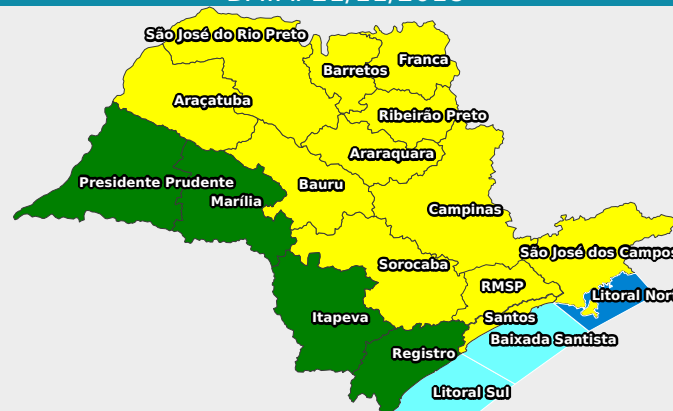 São José do Rio Preto
Franca
Barretos
Araçatuba
Ribeirão Preto
Araraquara
Presidente Prudente
Bauru
Marília
Campinas
São José dos Campos
Sorocaba
RMSP
Litoral Nor
Itapeva
Santos
Baixada Santista
Registro
Litoral Sul